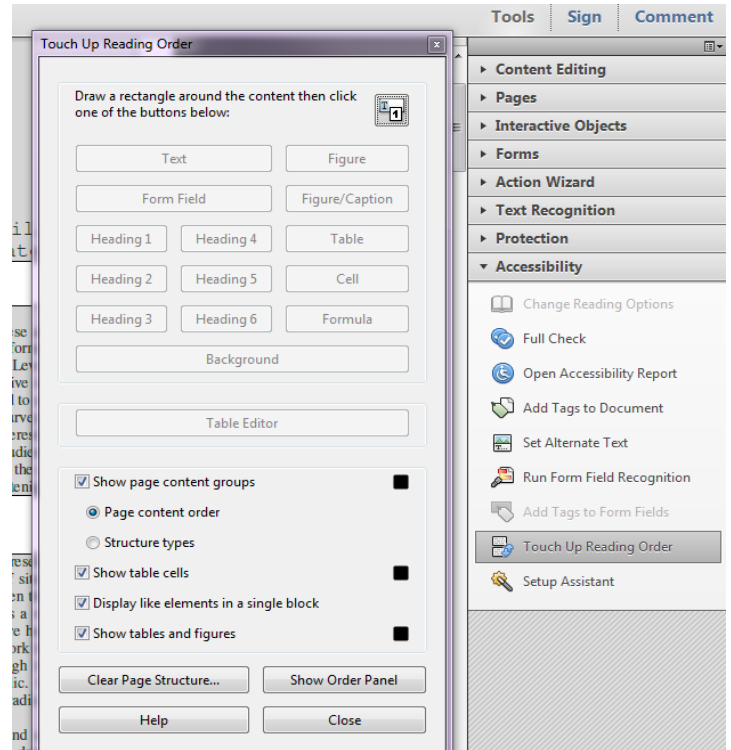 Tools Sign Comment
Touch Up Reading Order
Draw a rectangle around the content then click
one of the buttons below:
Text Figure
Form Field Figure/Caption
Heading 1 Heading 4 Table
Heading 2 Heading 5 Cell
Heading 3 Heading 6 Formula
Background
Table Editor
Show page content groups
Page content order
Structure types
Show table cells
Display like elements in a single block
Show tables and figures
Clear Page Structure... Show Order Panel
Help Close
Content Editing
Pages
Interactive Objects
Forms
Action Wizard
Text Recognition
Protection
Accessibility
Change Reading Options
Full Check
Open Accessibility Report
Add Tags to Document
Set Alternate Text
Run Form Field Recognition
Add Tags to Form Fields
Touch Up Reading Order
Setup Assistant